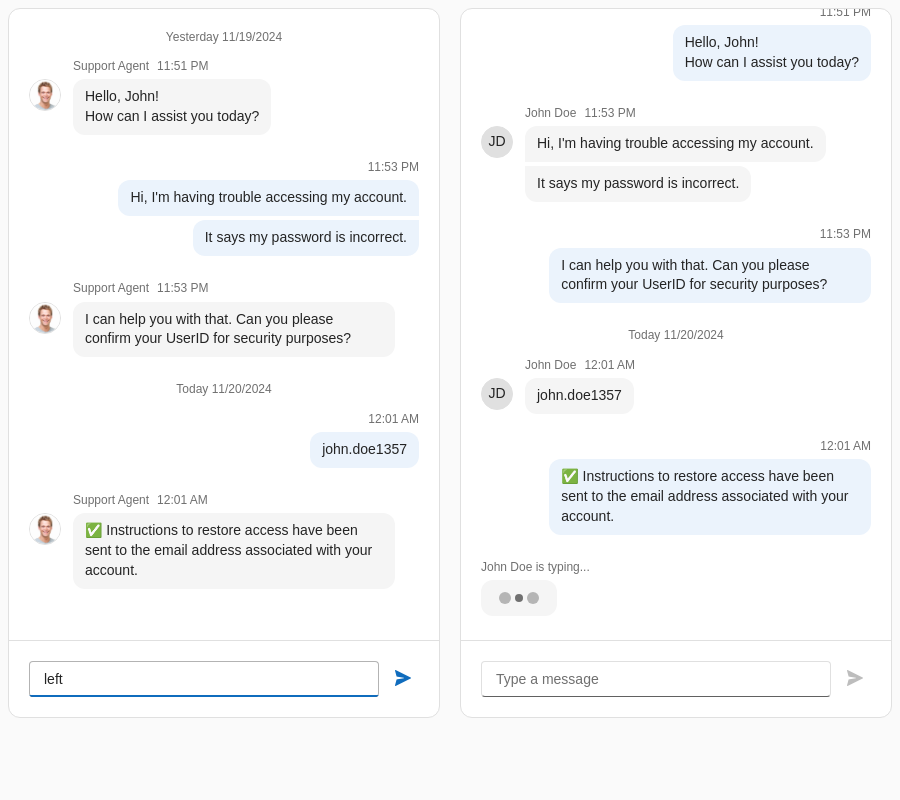 Yesterday 11/19/2024
Support Agent 11:51 PM
Hello, John!
How can I assist you today?
11:53 PM
Hi, I'm having trouble accessing my account.
It says my password is incorrect.
Support Agent 11:53 PM
I can help you with that. Can you please
confirm your UserID for security purposes?
Today 11/20/2024
12:01 AM
john.doe1357
Support Agent 12:01 AM
✅ Instructions to restore access have been
sent to the email address associated with your
account.
left
11:51 PM
Hello, John!
How can I assist you today?
John Doe 11:53 PM
JD
Hi, I'm having trouble accessing my account.
It says my password is incorrect.
11:53 PM
I can help you with that. Can you please
confirm your UserID for security purposes?
Today 11/20/2024
John Doe 12:01 AM
JD
john.doe1357
12:01 AM
✅ Instructions to restore access have been
sent to the email address associated with your
account.
John Doe is typing...
Type a message